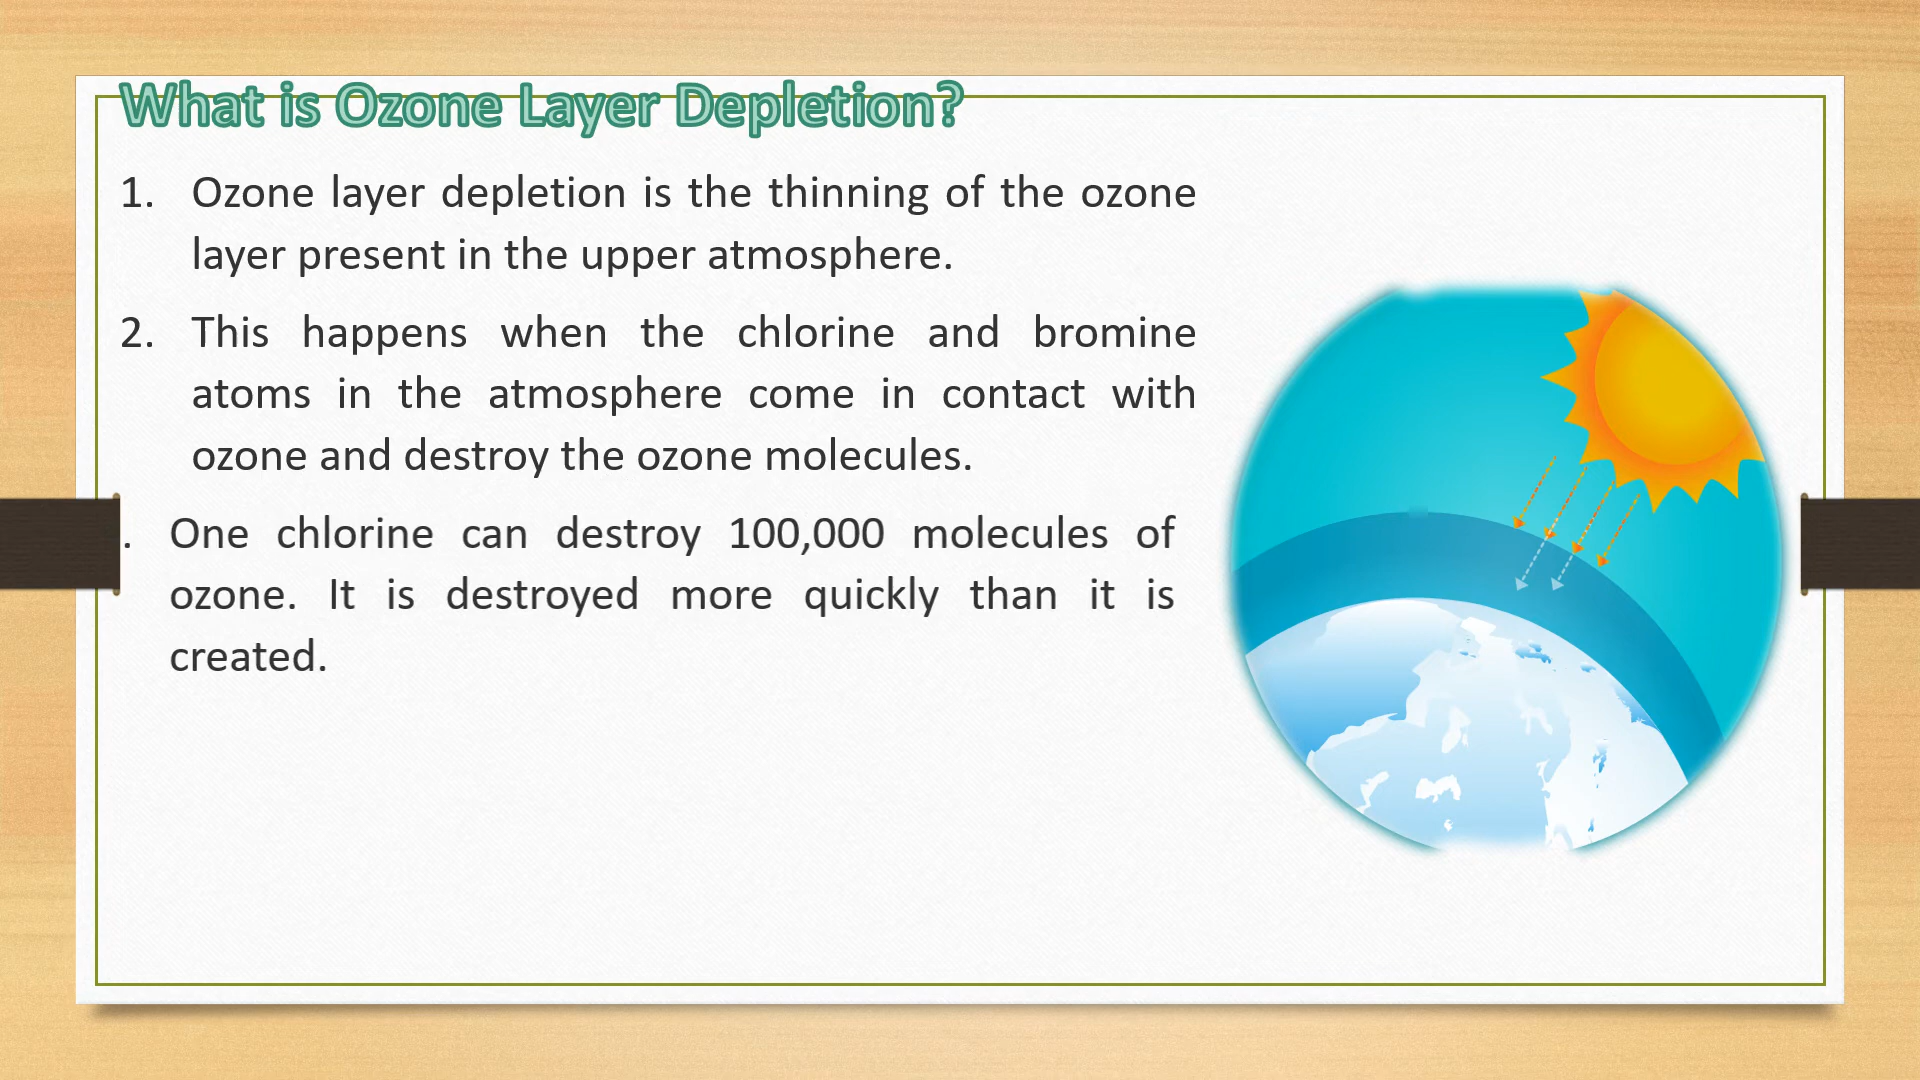 What is Ozone Layer Depletion?
1. Ozone layer depletion is the thinning of the ozone
layer present in the upper atmosphere.
2. This happens when the chlorine and bromine
atoms in the atmosphere come in contact with
ozone and destroy the ozone molecules.
. One chlorine can destroy 100,000 molecules of
ozone. It is destroyed more quickly than it is
created.